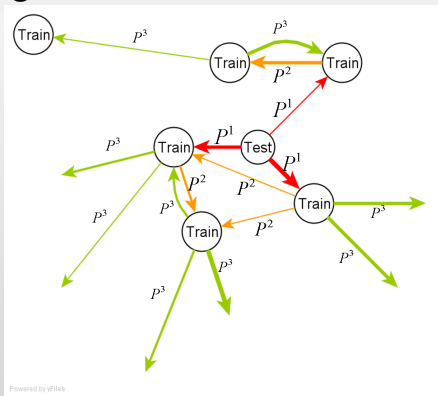 P³
Train
P³
Train
Train
P²
P¹
Train
P¹
Test
P¹
P²
P²
P³
Train
P³
P³
P²
Train
P³
P³
P³
Powered by yFiles